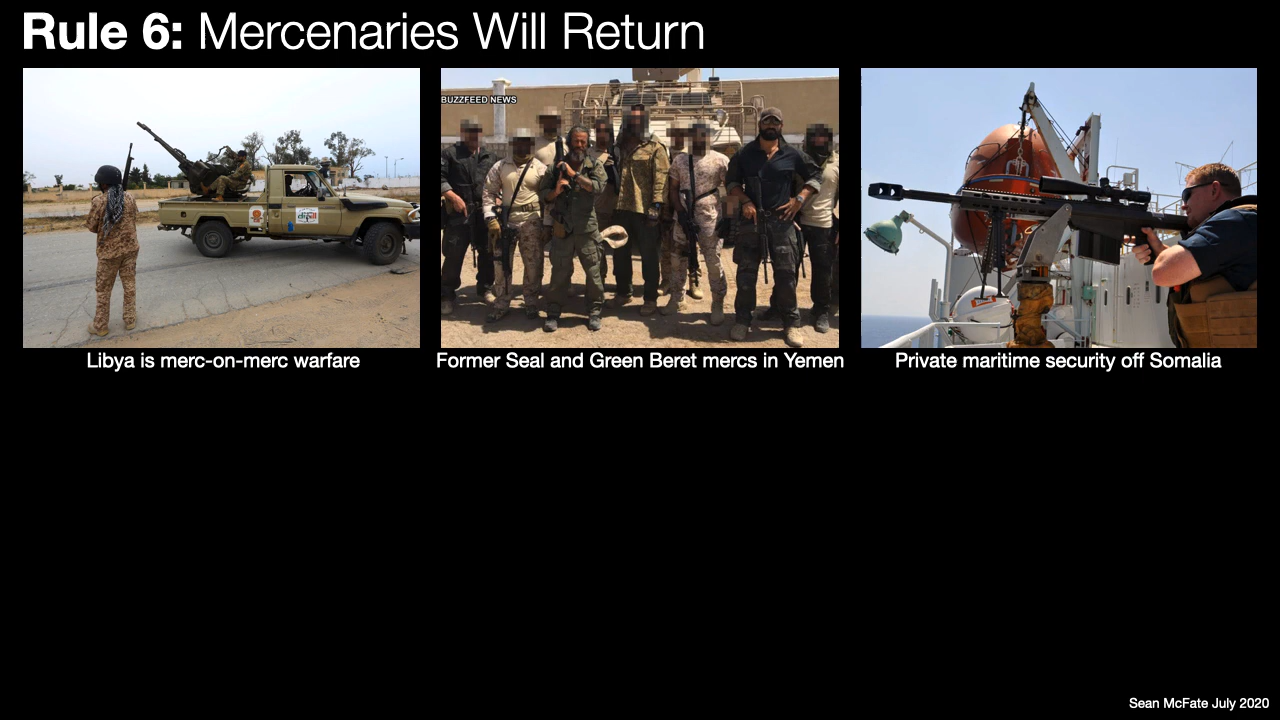 Rule 6: Mercenaries Will Return
BUZZFEED NEWS
Libya is merc-on-merc warfare
Former Seal and Green Beret mercs in Yemen
Private maritime security off Somalia
Sean McFate July 2020